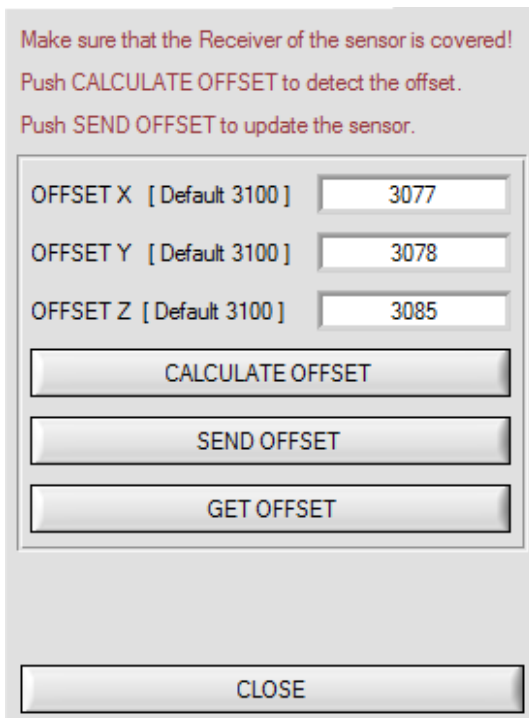 Make sure that the Receiver of the sensor is covered!
Push CALCULATE OFFSET to detect the offset.
Push SEND OFFSET to update the sensor.
OFFSET X [ Default 3100 ] 3077
OFFSET Y [ Default 3100 ] 3078
OFFSET Z [ Default 3100 ] 3085
CALCULATE OFFSET
SEND OFFSET
GET OFFSET
CLOSE